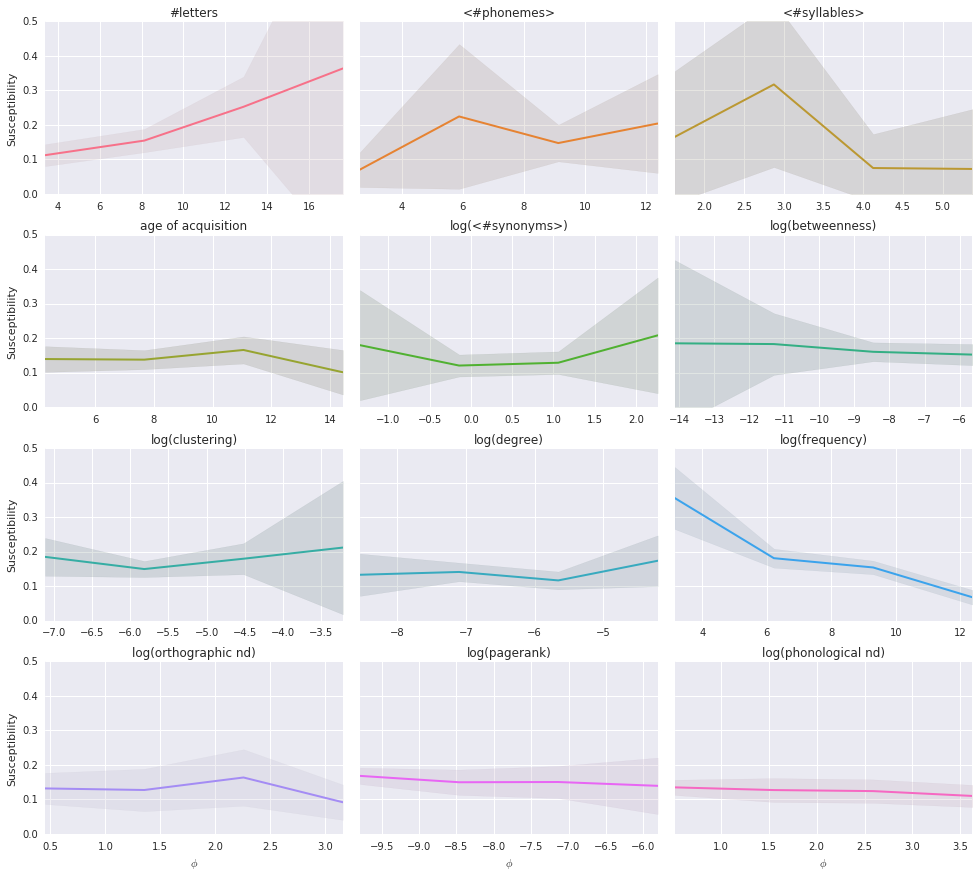 #letters
<#phonemes>
<#syllables>
Susceptibility
0.5
0.4
0.3
0.2
0.1
0.0
4 6 8 10 12 14 16
4 6 8 10 12
2.0 2.5 3.0 3.5 4.0 4.5 5.0
age of acquisition
log(<#synonyms>)
log(betweenness)
Susceptibility
0.5
0.4
0.3
0.2
0.1
0.0
6 8 10 12 14
−1.0 −0.5 0.0 0.5 1.0 1.5 2.0
−14 −13 −12 −11 −10 −9 −8 −7 −6
log(clustering)
log(degree)
log(frequency)
Susceptibility
0.5
0.4
0.3
0.2
0.1
0.0
−7.0 −6.5 −6.0 −5.5 −5.0 −4.5 −4.0 −3.5
−8 −7 −6 −5
4 6 8 10 12
log(orthographic nd)
log(pagerank)
log(phonological nd)
Susceptibility
0.5
0.4
0.3
0.2
0.1
0.0
0.5 1.0 1.5 2.0 2.5 3.0
−9.5 −9.0 −8.5 −8.0 −7.5 −7.0 −6.5 −6.0
1.0 1.5 2.0 2.5 3.0 3.5
ϕ
ϕ
ϕ